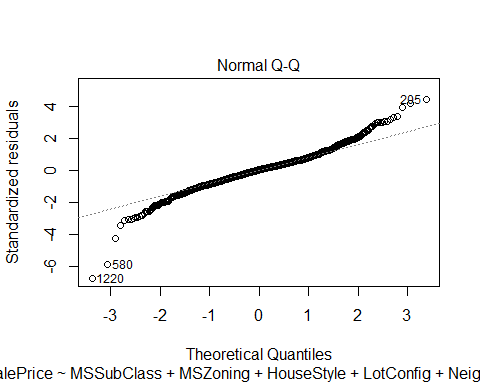 Normal Q-Q
Standardized residuals
4
2
0
-2
-4
-6
205
580
1220
-3 -2 -1 0 1 2 3
Theoretical Quantiles
alePrice ~ MSSubClass + MSZoning + HouseStyle + LotConfig + Neig